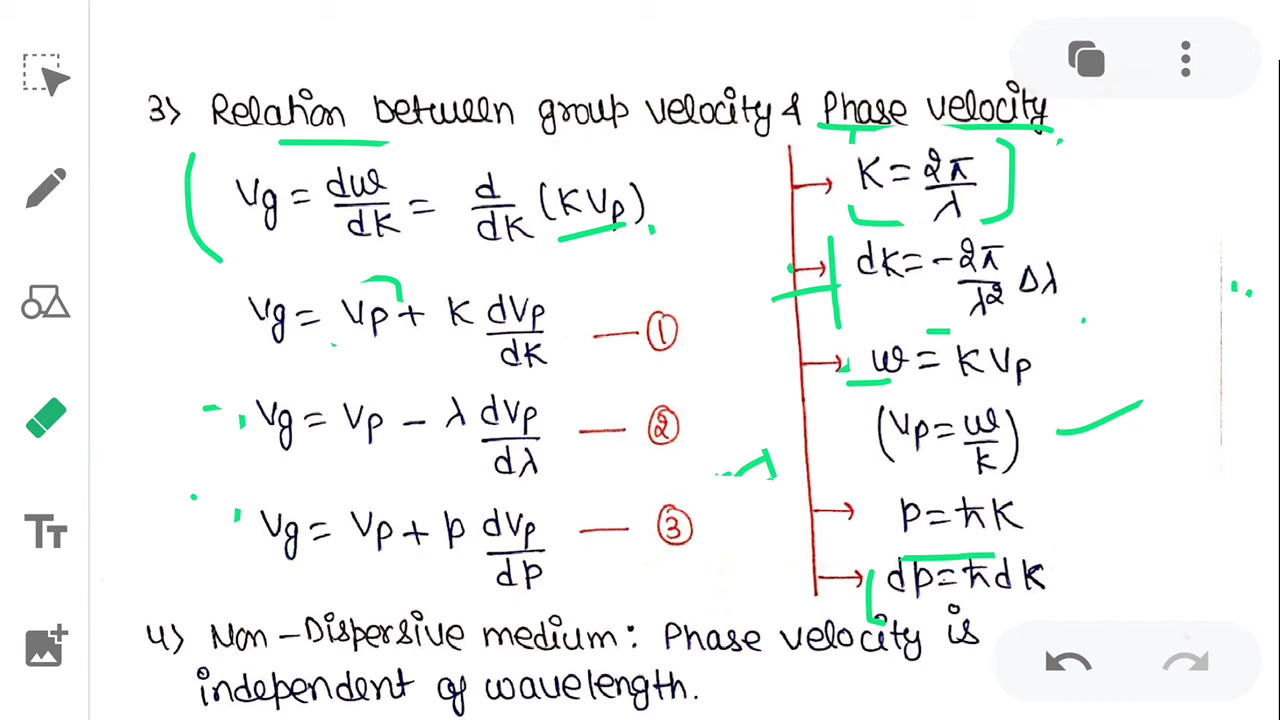 3) Relation between group velocity & Phase velocity
Vg = dω/dK = d/dK (KVp)
Vg = Vp + K dVp/dK — ①
Vg = Vp - λ dVp/dλ — ②
Vg = Vp + p dVp/dp — ③
→ K = 2π/λ
→ dK = -2π/λ² Δλ
→ ω = KVp
(Vp = ω/k)
→ p = ħK
→ dp = ħdK
4) Non-Dispersive medium: Phase velocity is
independent of wavelength.
TT